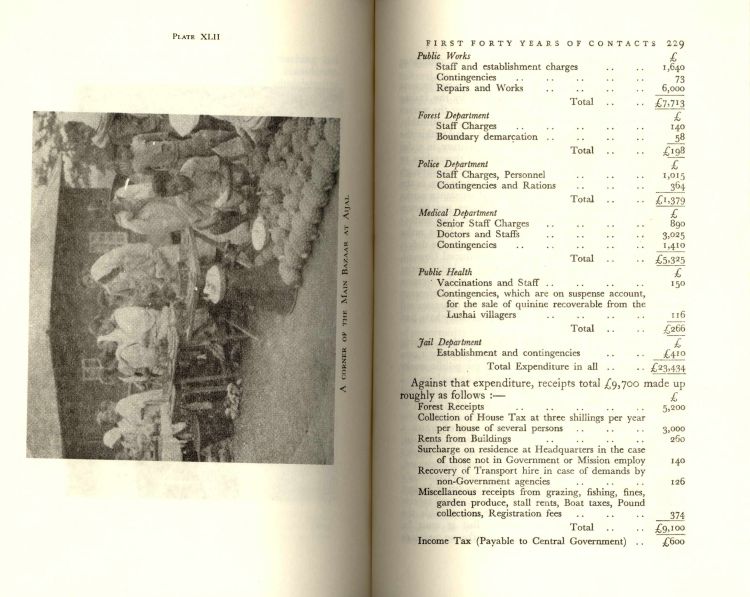 PLATE XLII
A CORNER OF THE MAIN BAZAAR AT AIJAL
FIRST FORTY YEARS OF CONTACTS 229
Public Works £
Staff and establishment charges .. .. 1,640
Contingencies .. .. .. .. .. 73
Repairs and Works .. .. .. .. 6,000
Total .. .. £7,713
Forest Department £
Staff Charges .. .. .. .. .. 140
Boundary demarcation .. .. .. .. 58
Total .. .. £198
Police Department £
Staff Charges, Personnel .. .. .. 1,015
Contingencies and Rations .. .. .. 364
Total .. .. £1,379
Medical Department £
Senior Staff Charges .. .. .. .. 890
Doctors and Staffs .. .. .. .. 3,025
Contingencies .. .. .. .. .. 1,410
Total .. .. £5,325
Public Health £
Vaccinations and Staff .. .. .. .. 150
Contingencies, which are on suspense account,
for the sale of quinine recoverable from the
Lushai villagers .. .. .. .. 116
Total .. .. £266
Jail Department £
Establishment and contingencies .. .. £410
Total Expenditure in all .. .. £23,434
Against that expenditure, receipts total £9,700 made up
roughly as follows :— £
Forest Receipts .. .. .. .. .. 5,200
Collection of House Tax at three shillings per year
per house of several persons .. .. .. 3,000
Rents from Buildings .. .. .. .. 260
Surcharge on residence at Headquarters in the case
of those not in Government or Mission employ 140
Recovery of Transport hire in case of demands by
non-Government agencies .. .. .. 126
Miscellaneous receipts from grazing, fishing, fines,
garden produce, stall rents, Boat taxes, Pound
collections, Registration fees .. .. .. 374
Total .. .. £9,100
Income Tax (Payable to Central Government) .. £600